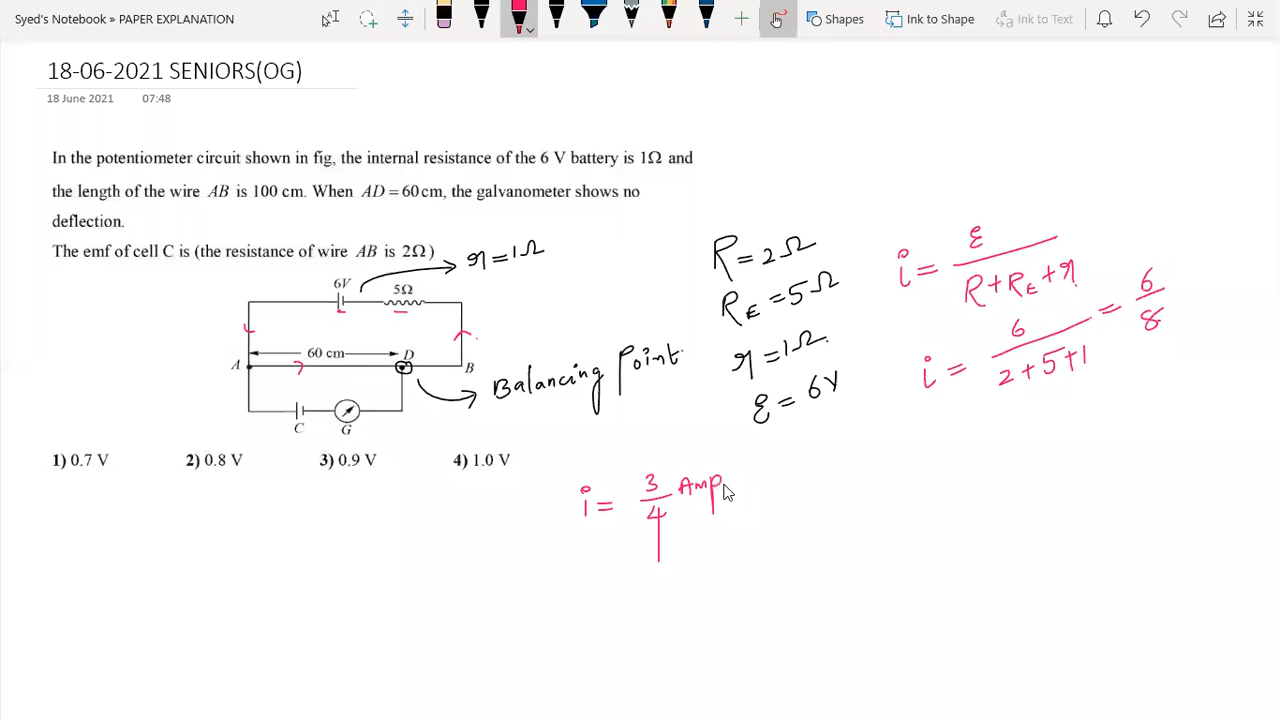 Syed's Notebook » PAPER EXPLANATION
Shapes
Ink to Shape
Ink to Text
18-06-2021 SENIORS(OG)
18 June 2021 07:48
In the potentiometer circuit shown in fig, the internal resistance of the 6 V battery is 1Ω and
the length of the wire AB is 100 cm. When AD = 60 cm, the galvanometer shows no
deflection.
The emf of cell C is (the resistance of wire AB is 2Ω)
r = 1Ω
6V
5Ω
60 cm
D
A
B
C
G
Balancing Point
1) 0.7 V 2) 0.8 V 3) 0.9 V 4) 1.0 V
R = 2Ω
R_E = 5Ω
r = 1Ω
ε = 6V
i = ε / (R + R_E + r)
i = 6 / (2+5+1) = 6/8
i = 3/4 Amp